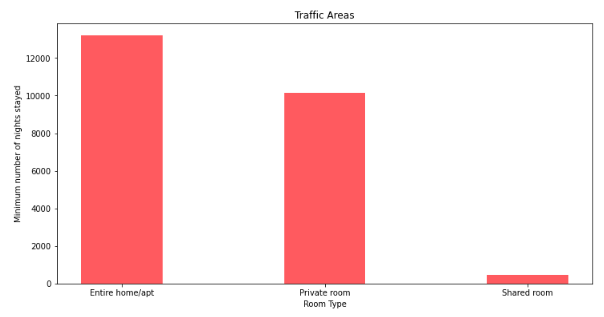 Traffic Areas
Minimum number of nights stayed
12000
10000
8000
6000
4000
2000
0
Entire home/apt
Private room
Shared room
Room Type